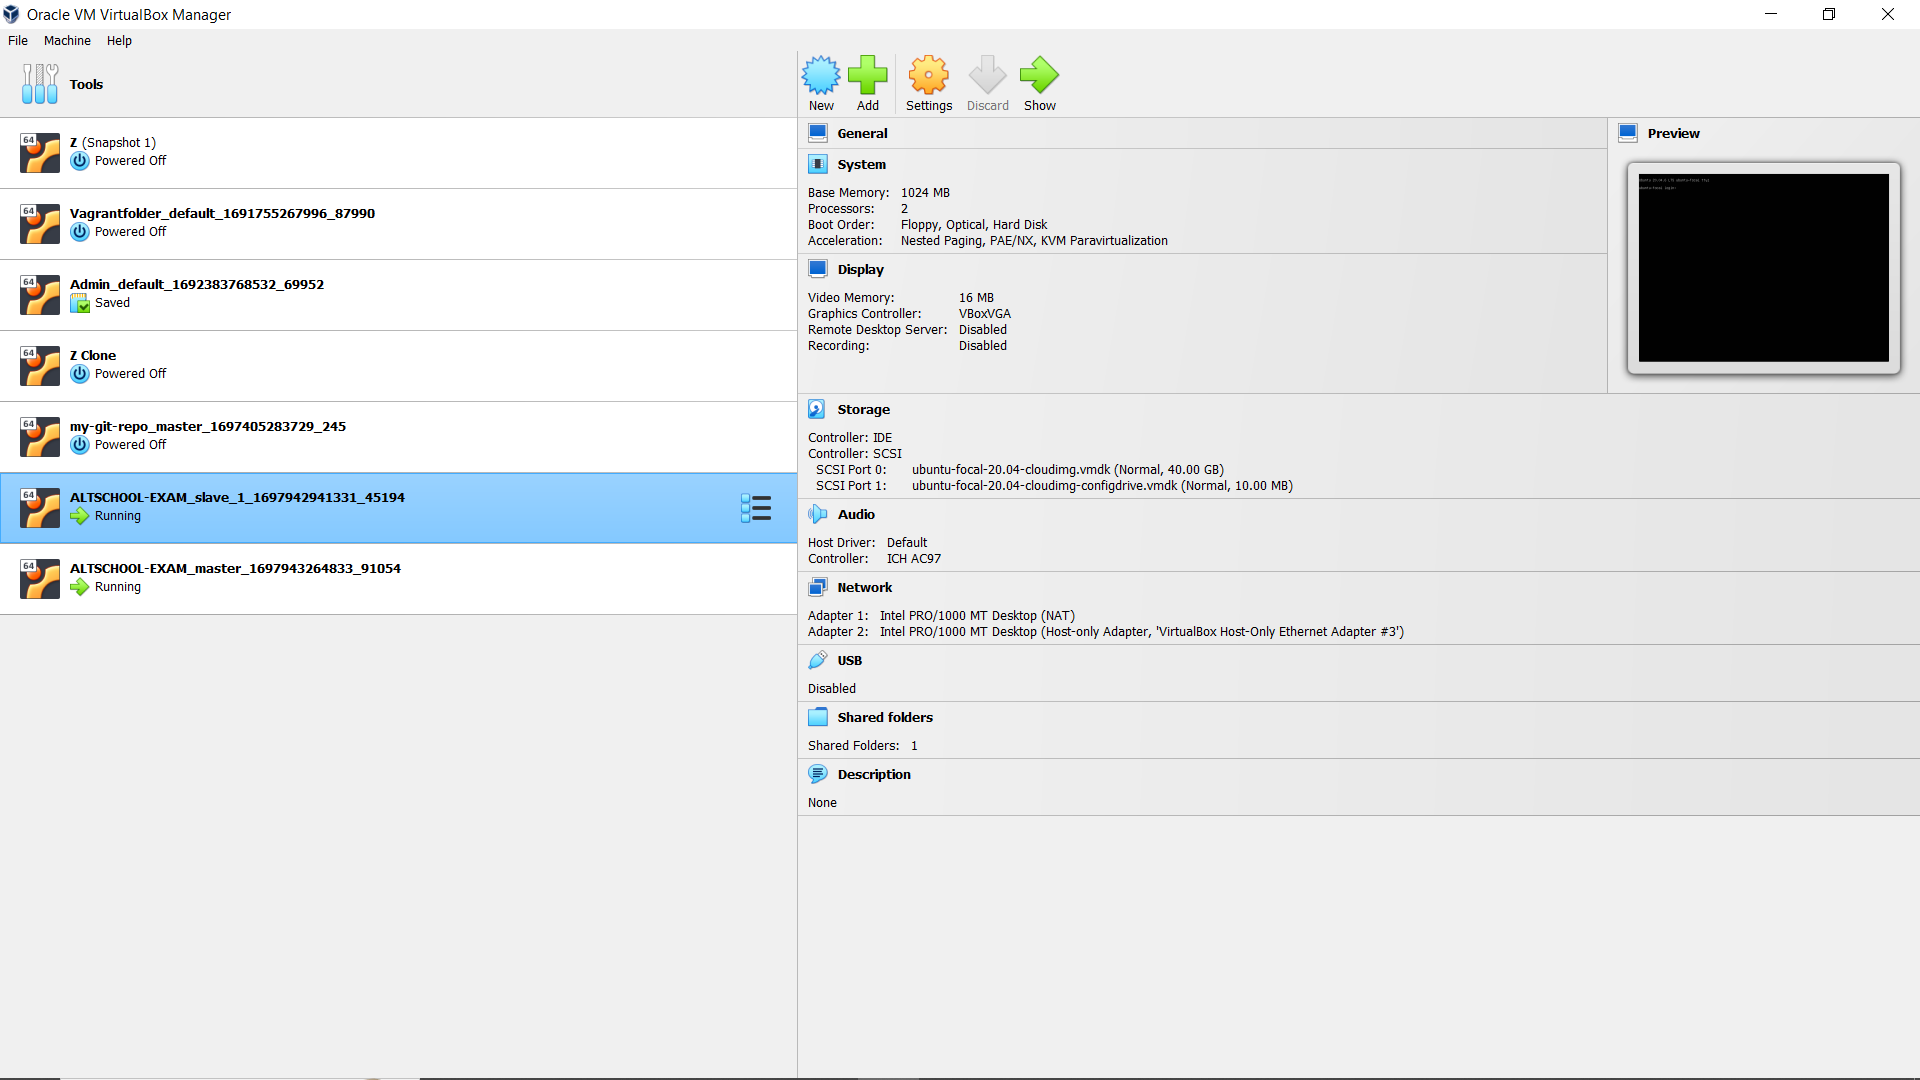 Oracle VM VirtualBox Manager
File Machine Help
Tools
New Add Settings Discard Show
64
Z (Snapshot 1)
Powered Off
64
Vagrantfolder_default_1691755267996_87990
Powered Off
64
Admin_default_1692383768532_69952
Saved
64
Z Clone
Powered Off
64
my-git-repo_master_1697405283729_245
Powered Off
64
ALTSCHOOL-EXAM_slave_1_1697942941331_45194
Running
64
ALTSCHOOL-EXAM_master_1697943264833_91054
Running
General
System
Base Memory: 1024 MB
Processors: 2
Boot Order: Floppy, Optical, Hard Disk
Acceleration: Nested Paging, PAE/NX, KVM Paravirtualization
Display
Video Memory: 16 MB
Graphics Controller: VBoxVGA
Remote Desktop Server: Disabled
Recording: Disabled
Preview
Storage
Controller: IDE
Controller: SCSI
SCSI Port 0: ubuntu-focal-20.04-cloudimg.vmdk (Normal, 40.00 GB)
SCSI Port 1: ubuntu-focal-20.04-cloudimg-configdrive.vmdk (Normal, 10.00 MB)
Audio
Host Driver: Default
Controller: ICH AC97
Network
Adapter 1: Intel PRO/1000 MT Desktop (NAT)
Adapter 2: Intel PRO/1000 MT Desktop (Host-only Adapter, 'VirtualBox Host-Only Ethernet Adapter #3')
USB
Disabled
Shared folders
Shared Folders: 1
Description
None